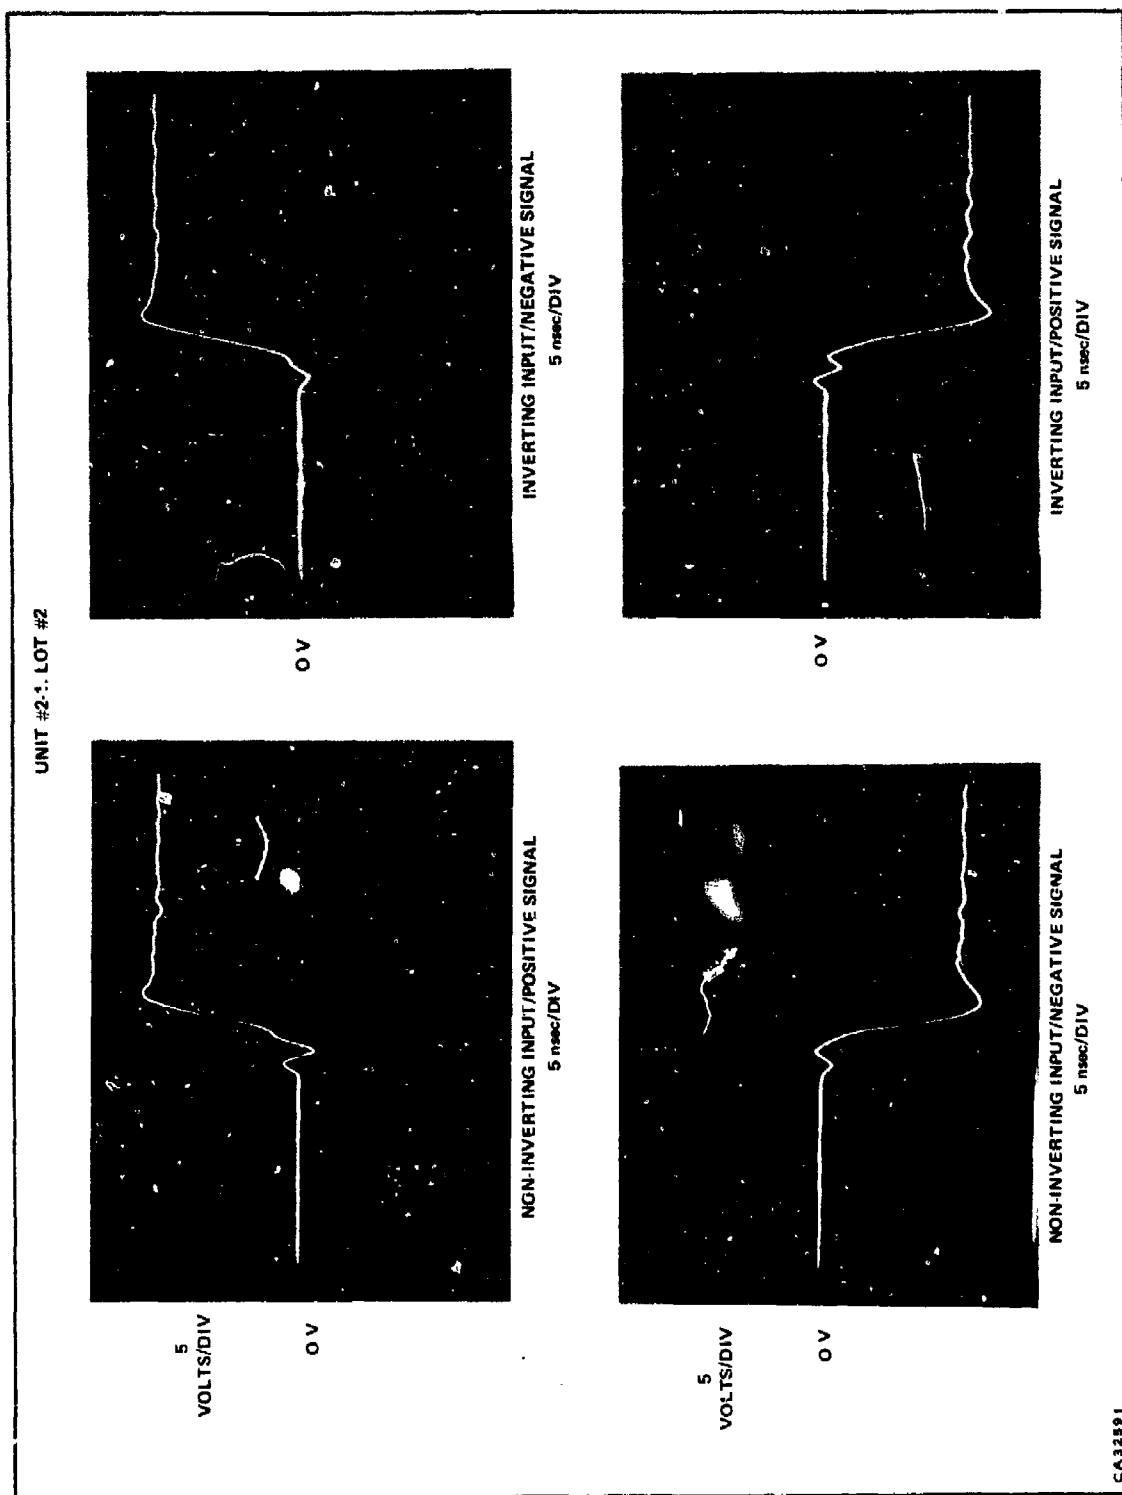 UNIT #2-1. LOT #2
5
VOLTS/DIV
0 V
0 V
NON-INVERTING INPUT/POSITIVE SIGNAL
5 nsec/DIV
INVERTING INPUT/NEGATIVE SIGNAL
5 nsec/DIV
5
VOLTS/DIV
0 V
0 V
NON-INVERTING INPUT/NEGATIVE SIGNAL
5 nsec/DIV
INVERTING INPUT/POSITIVE SIGNAL
5 nsec/DIV
CA32591